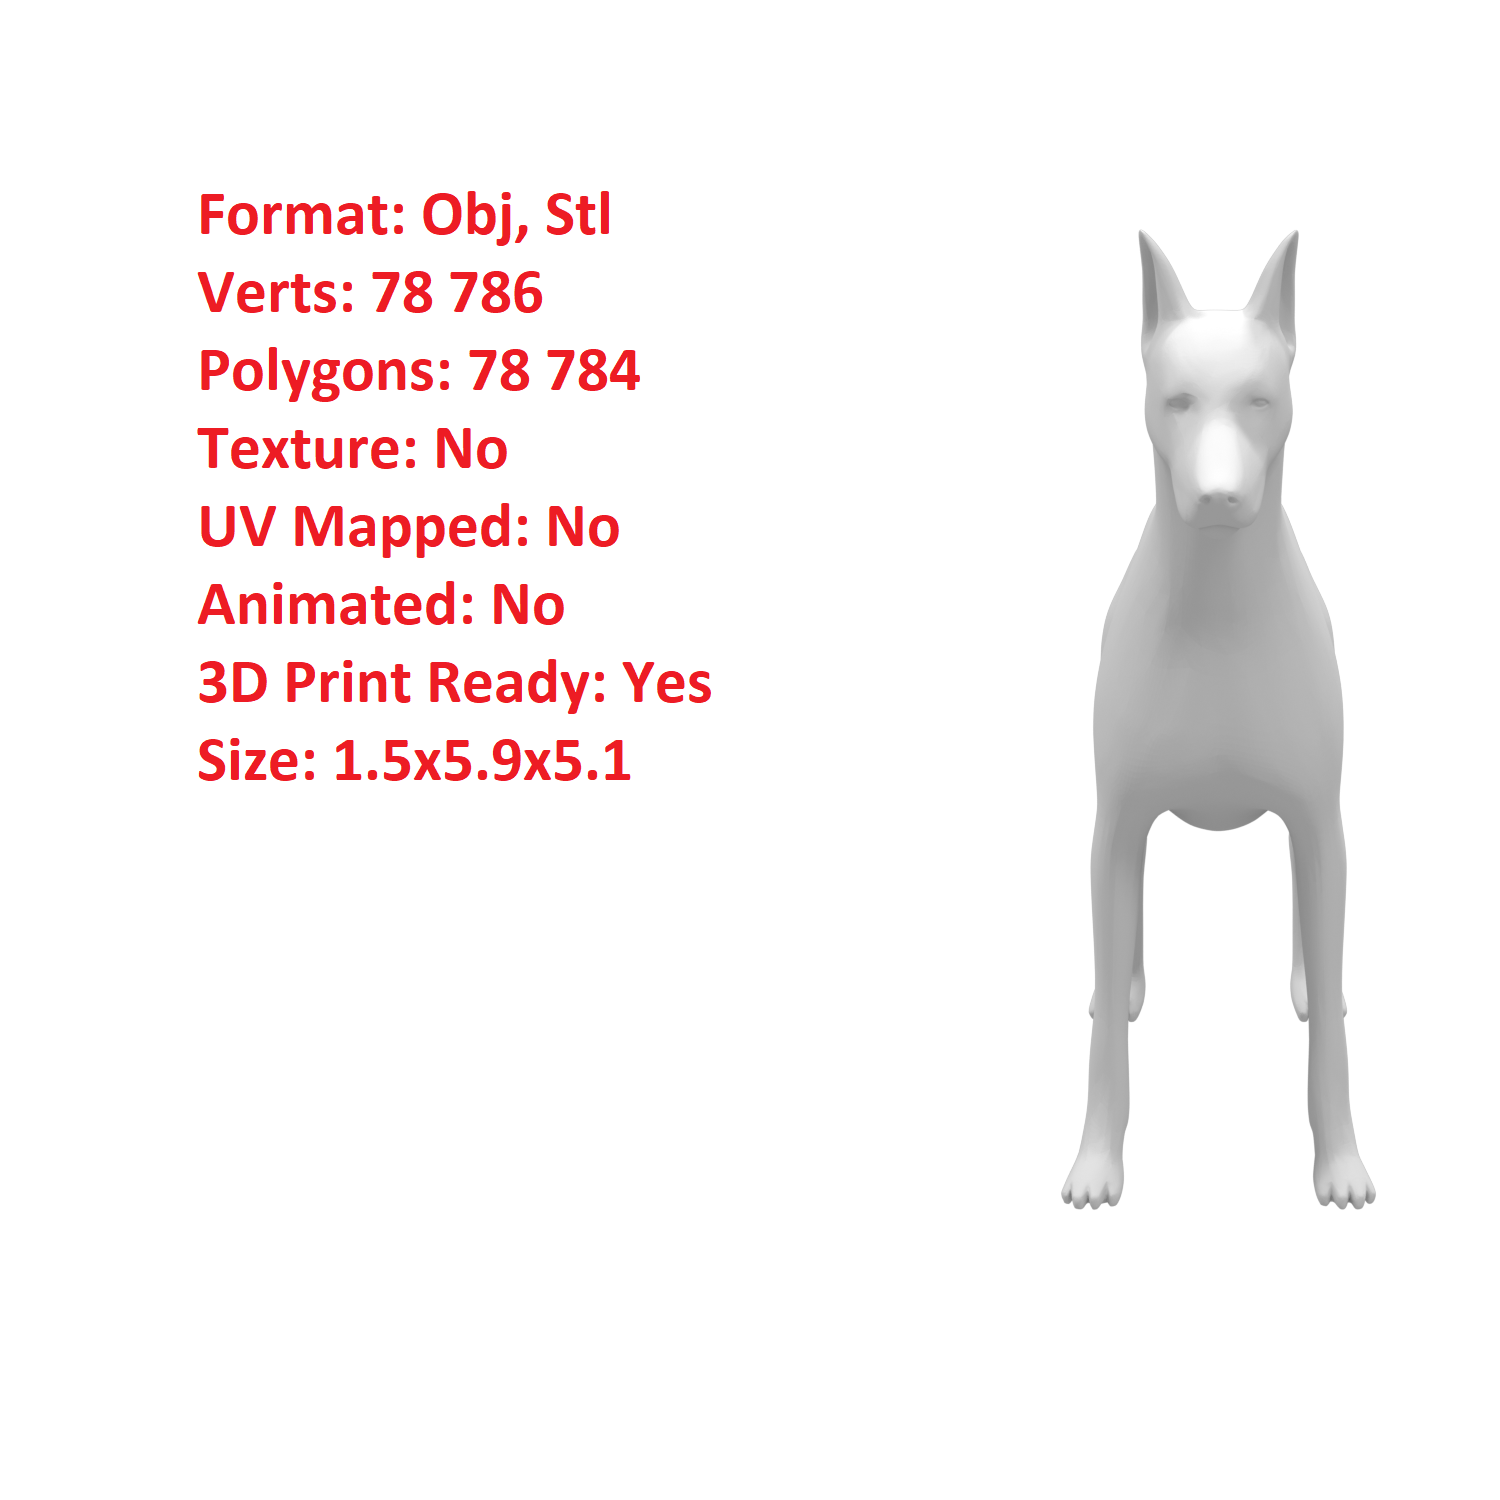 Format: Obj, Stl
Verts: 78 786
Polygons: 78 784
Texture: No
UV Mapped: No
Animated: No
3D Print Ready: Yes
Size: 1.5x5.9x5.1